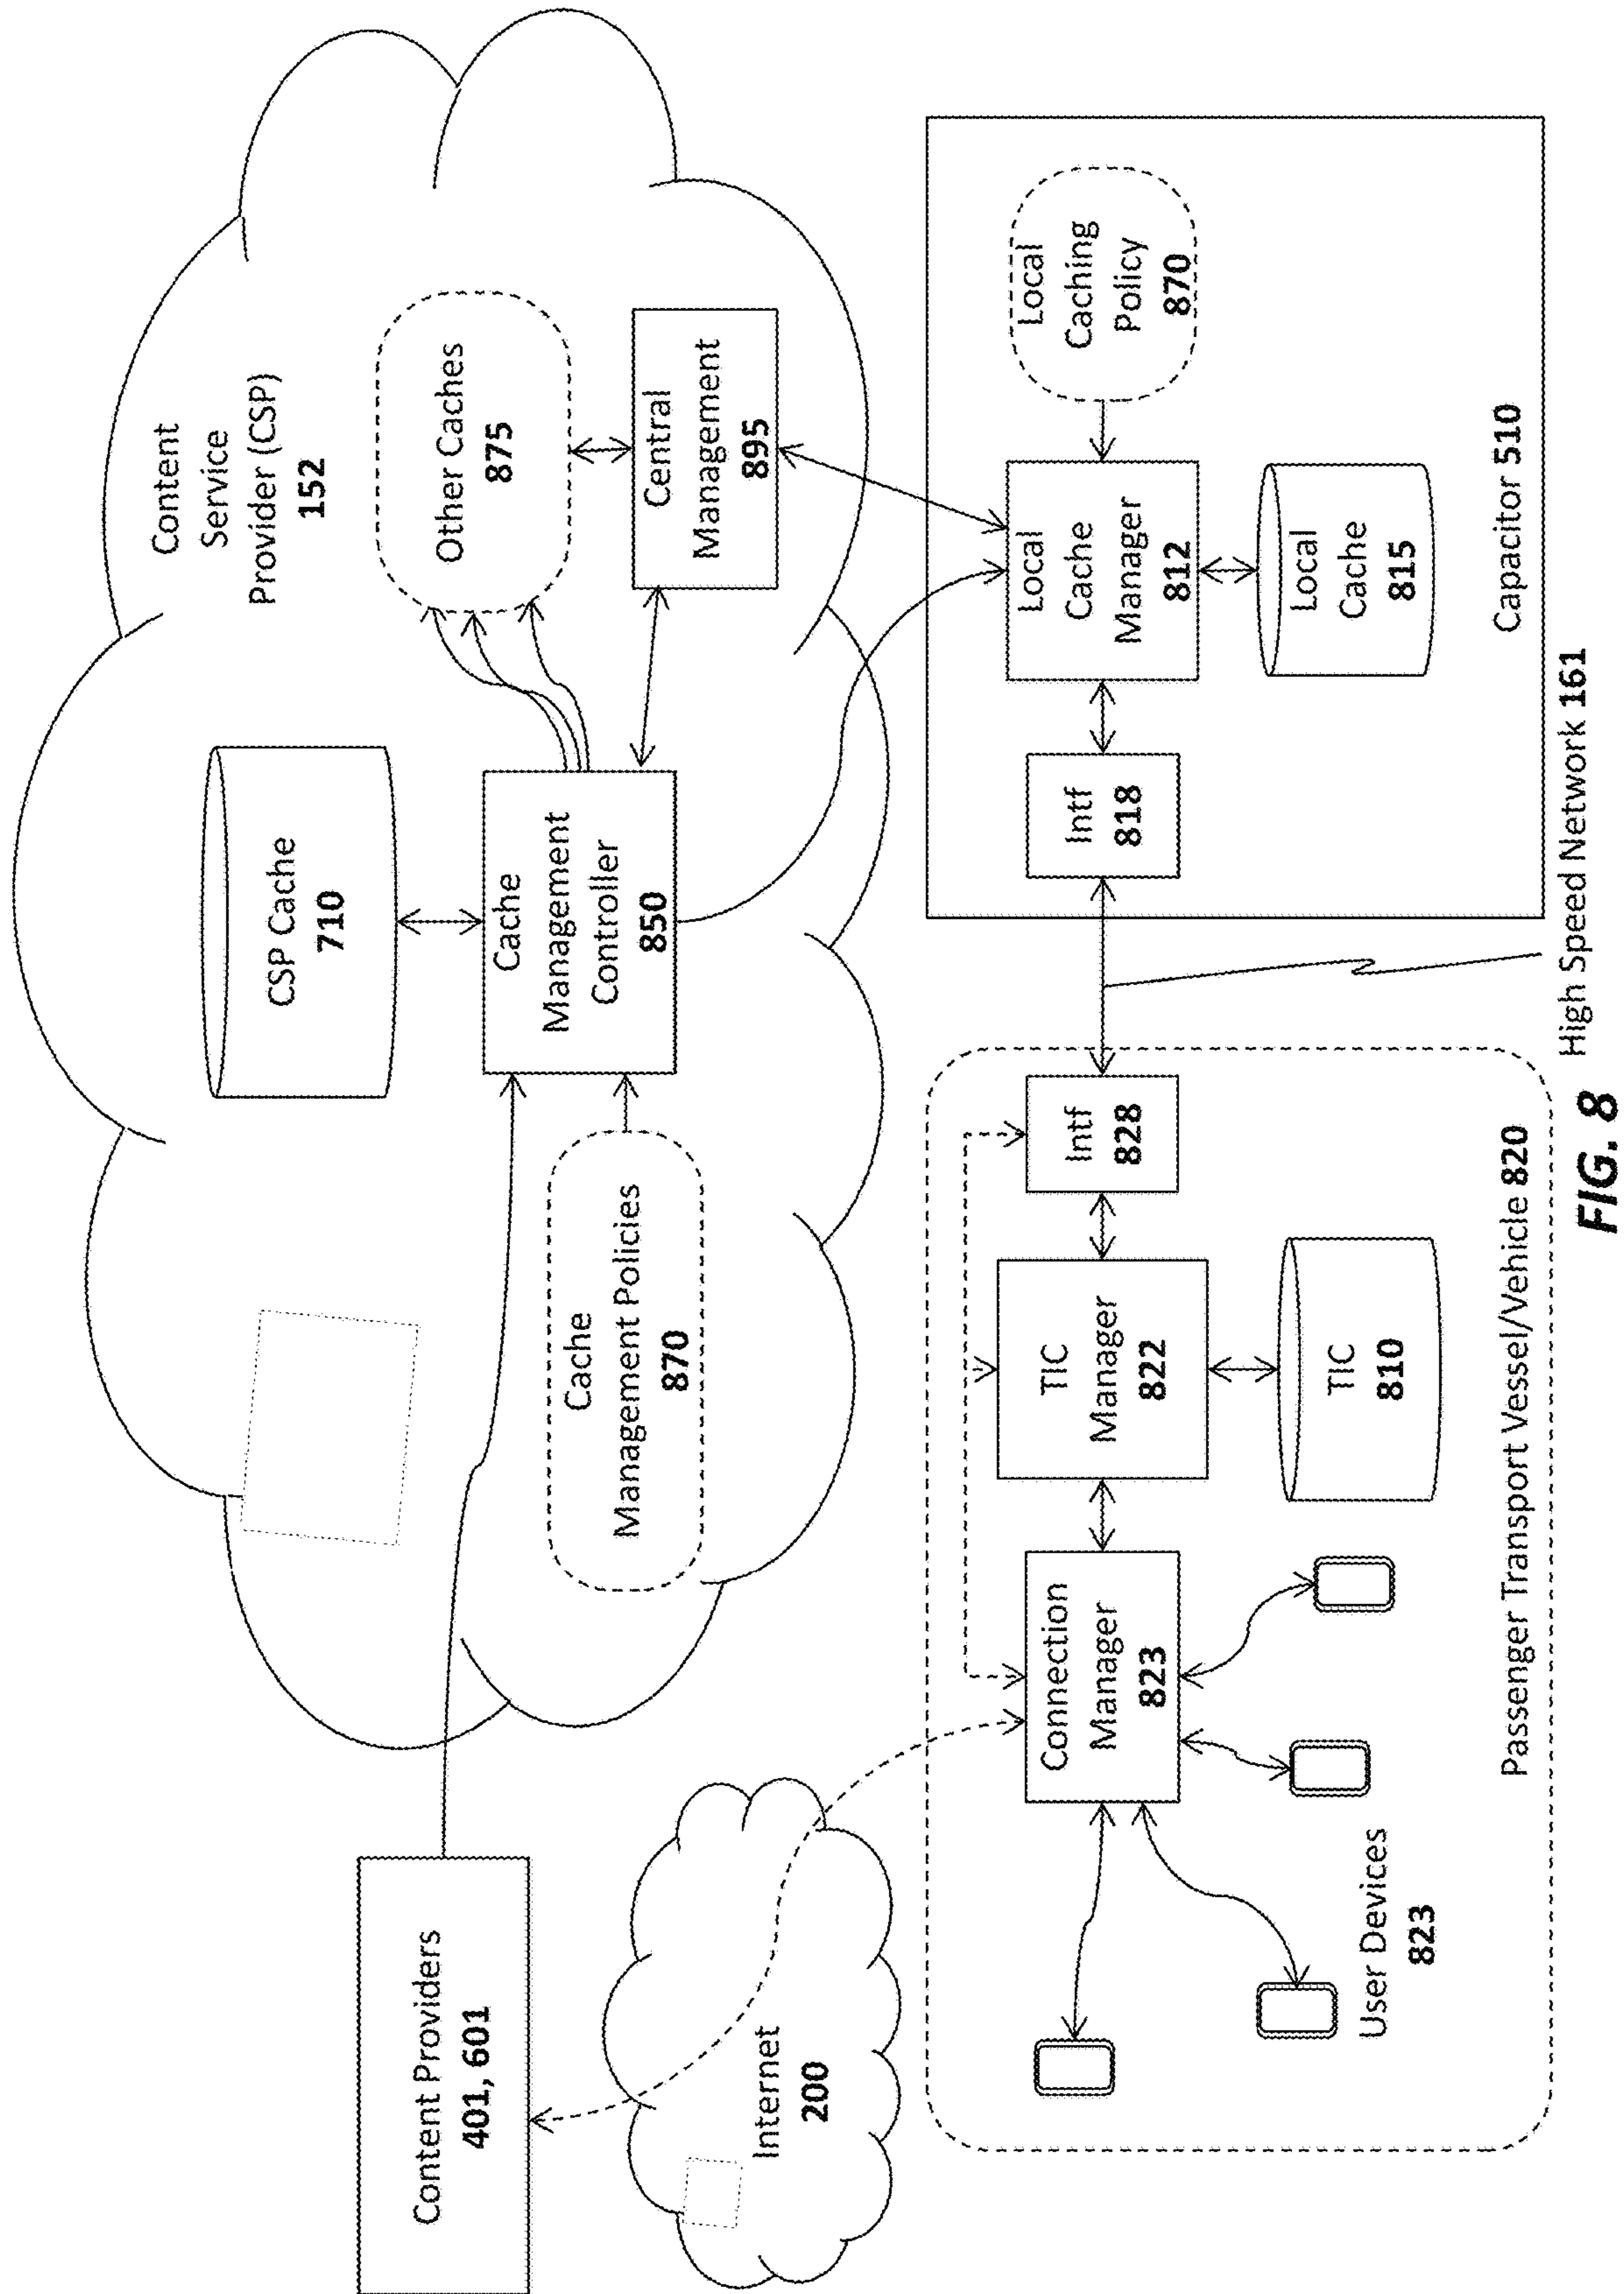 Content Providers
401, 601
Internet
200
Content
Service
Provider (CSP)
152
CSP Cache
710
Cache
Management
Controller
850
Cache
Management Policies
870
Other Caches
875
Central
Management
895
Connection
Manager
823
TIC
Manager
822
Intf
828
TIC
810
User Devices
823
Passenger Transport Vessel/Vehicle 820
Intf
818
Local
Cache
Manager
812
Local
Caching
Policy
870
Local
Cache
815
Capacitor 510
High Speed Network 161
FIG. 8